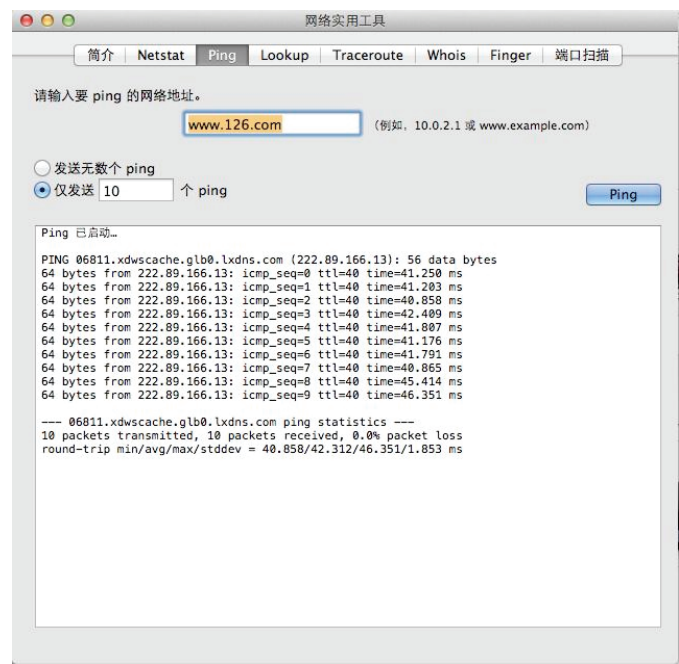 网络实用工具
简介 Netstat Ping Lookup Traceroute Whois Finger 端口扫描
请输入要 ping 的网络地址。
www.126.com (例如，10.0.2.1 或 www.example.com)
发送无数个 ping
仅发送 10 个 ping
Ping
Ping 已启动…
PING 06811.xdwscache.glb0.lxdns.com (222.89.166.13): 56 data bytes
64 bytes from 222.89.166.13: icmp_seq=0 ttl=40 time=41.250 ms
64 bytes from 222.89.166.13: icmp_seq=1 ttl=40 time=41.203 ms
64 bytes from 222.89.166.13: icmp_seq=2 ttl=40 time=40.858 ms
64 bytes from 222.89.166.13: icmp_seq=3 ttl=40 time=42.409 ms
64 bytes from 222.89.166.13: icmp_seq=4 ttl=40 time=41.807 ms
64 bytes from 222.89.166.13: icmp_seq=5 ttl=40 time=41.176 ms
64 bytes from 222.89.166.13: icmp_seq=6 ttl=40 time=41.791 ms
64 bytes from 222.89.166.13: icmp_seq=7 ttl=40 time=40.865 ms
64 bytes from 222.89.166.13: icmp_seq=8 ttl=40 time=45.414 ms
64 bytes from 222.89.166.13: icmp_seq=9 ttl=40 time=46.351 ms
--- 06811.xdwscache.glb0.lxdns.com ping statistics ---
10 packets transmitted, 10 packets received, 0.0% packet loss
round-trip min/avg/max/stddev = 40.858/42.312/46.351/1.853 ms